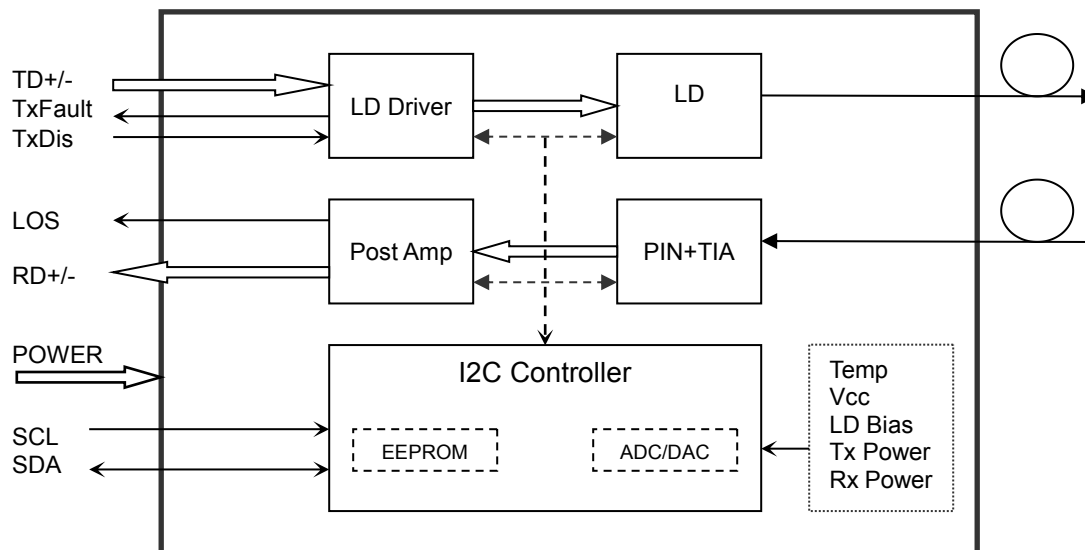 TD+/-
TxFault
TxDis
LD Driver
LD
LOS
RD+/-
Post Amp
PIN+TIA
POWER
SCL
SDA
I2C Controller
EEPROM
ADC/DAC
Temp
Vcc
LD Bias
Tx Power
Rx Power